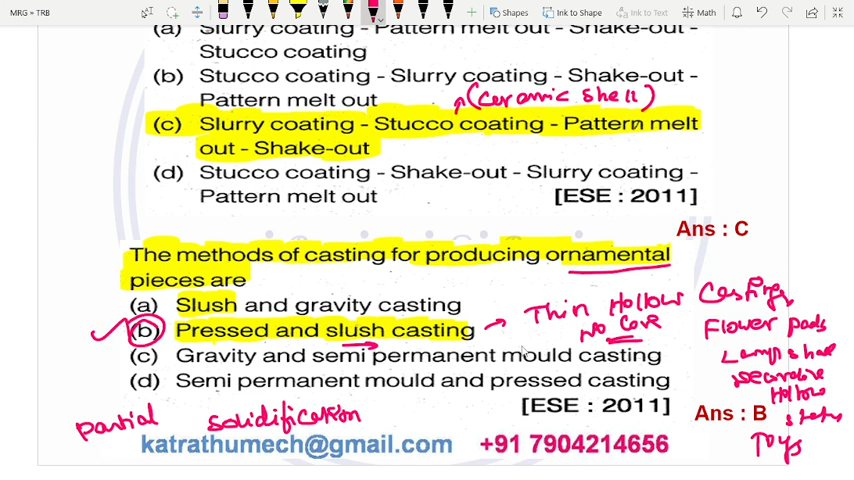 MRG » TRB
Shapes
Ink to Shape
Ink to Text
Math
(a) Slurry coating - Pattern melt out - Shake-out -
Stucco coating
(b) Stucco coating - Slurry coating - Shake-out -
Pattern melt out
(ceramic shell)
(c) Slurry coating - Stucco coating - Pattern melt
out - Shake-out
(d) Stucco coating - Shake-out - Slurry coating -
Pattern melt out
[ESE : 2011]
Ans : C
The methods of casting for producing ornamental
pieces are
(a) Slush and gravity casting
(b) Pressed and slush casting
Thin Hollow Castings
No Core
(c) Gravity and semi permanent mould casting
(d) Semi permanent mould and pressed casting
[ESE : 2011]
Flower pads
Lamp shade
Hollow
Toys
Ans : B
partial solidification
katrathumech@gmail.com +91 7904214656